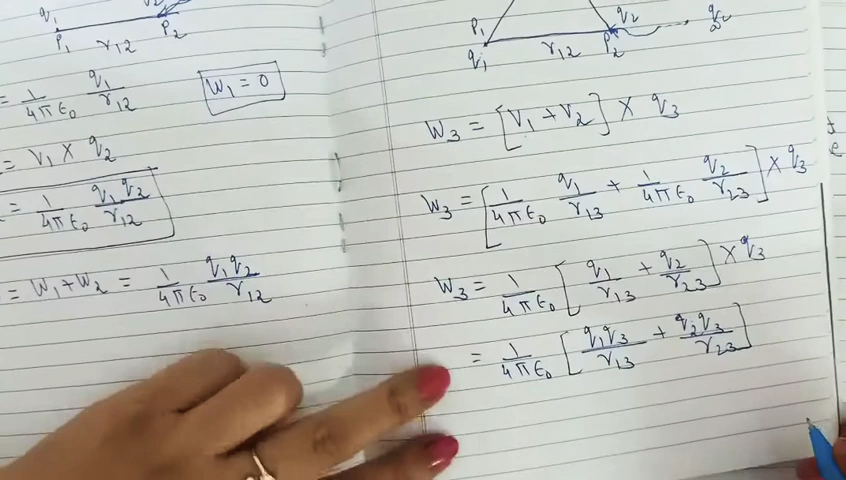 q₁ P₁ r₁₂ P₂
= 1/4πϵ₀ q₁/r₁₂
W₁ = 0
= V₁ × q₂
= 1/4πϵ₀ q₁q₂/r₁₂
= W₁ + W₂ = 1/4πϵ₀ q₁q₂/r₁₂
P₁ q₁ r₁₂ P₂ q₂ q₂ ∞
W₃ = [V₁ + V₂] × q₃
W₃ = [1/4πϵ₀ q₁/r₁₃ + 1/4πϵ₀ q₂/r₂₃] × q₃
W₃ = 1/4πϵ₀ [q₁/r₁₃ + q₂/r₂₃] × q₃
= 1/4πϵ₀ [q₁q₃/r₁₃ + q₂q₃/r₂₃]